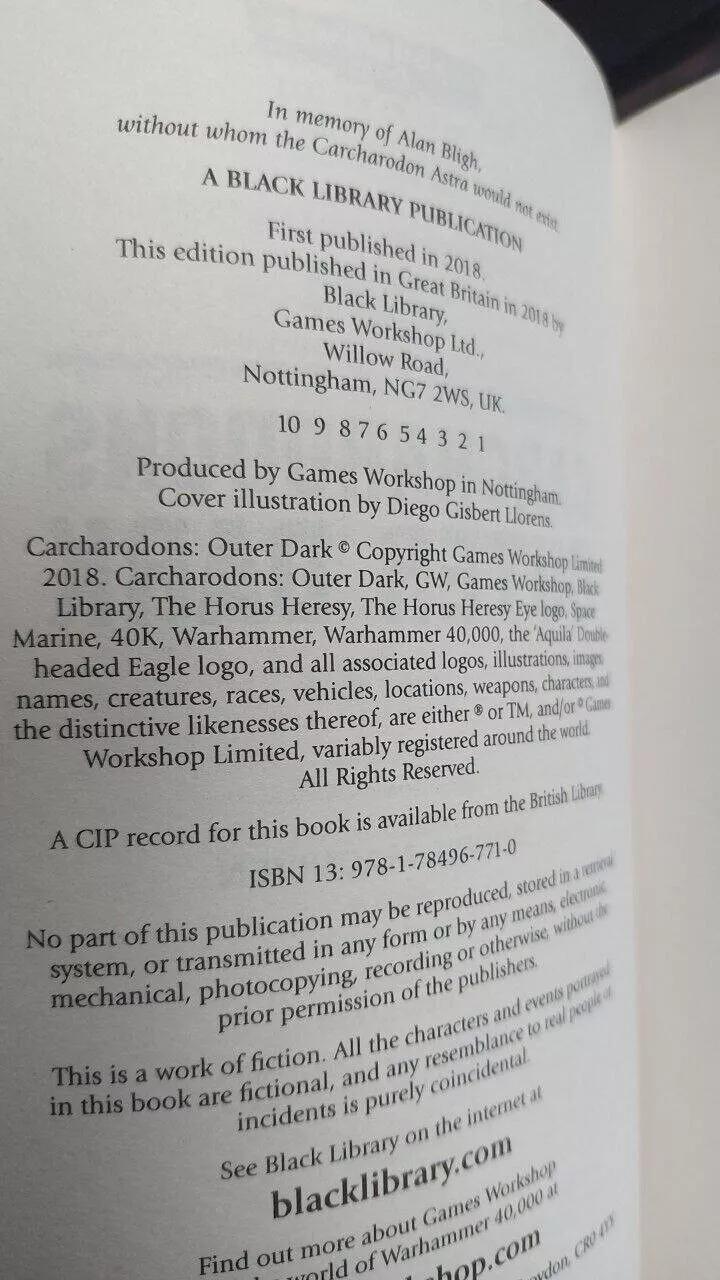 In memory of Alan Bligh,
without whom the Carcharodon Astra would not exist.
A BLACK LIBRARY PUBLICATION
First published in 2018.
This edition published in Great Britain in 2018 by
Black Library,
Games Workshop Ltd.,
Willow Road,
Nottingham, NG7 2WS, UK.
10 9 8 7 6 5 4 3 2 1
Produced by Games Workshop in Nottingham.
Cover illustration by Diego Gisbert Llorens.
Carcharodons: Outer Dark © Copyright Games Workshop Limited
2018. Carcharodons: Outer Dark, GW, Games Workshop, Black
Library, The Horus Heresy, The Horus Heresy Eye logo, Space
Marine, 40K, Warhammer, Warhammer 40,000, the 'Aquila' Double-
headed Eagle logo, and all associated logos, illustrations, images,
names, creatures, races, vehicles, locations, weapons, characters, and
the distinctive likenesses thereof, are either ® or TM, and/or © Games
Workshop Limited, variably registered around the world.
All Rights Reserved.
A CIP record for this book is available from the British Library.
ISBN 13: 978-1-78496-771-0
No part of this publication may be reproduced, stored in a retrieval
system, or transmitted in any form or by any means, electronic,
mechanical, photocopying, recording or otherwise, without the
prior permission of the publishers.
This is a work of fiction. All the characters and events portrayed
in this book are fictional, and any resemblance to real people or
incidents is purely coincidental.
See Black Library on the internet at
blacklibrary.com
Find out more about Games Workshop
world of Warhammer 40,000 at
kshop.com
oydon, CR0 4YY